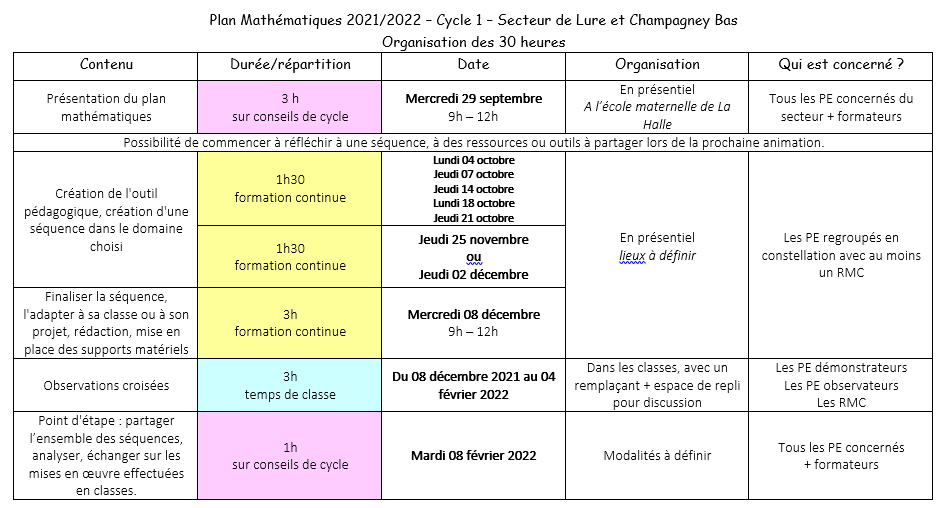 Plan Mathématiques 2021/2022 – Cycle 1 – Secteur de Lure et Champagney Bas
Organisation des 30 heures
Contenu
Durée/répartition
Date
Organisation
Qui est concerné ?
Présentation du plan
mathématiques
3 h
sur conseils de cycle
Mercredi 29 septembre
9h – 12h
En présentiel
A l’école maternelle de La
Halle
Tous les PE concernés du
secteur + formateurs
Possibilité de commencer à réfléchir à une séquence, à des ressources ou outils à partager lors de la prochaine animation.
Création de l'outil
pédagogique, création d'une
séquence dans le domaine
choisi
1h30
formation continue
Lundi 04 octobre
Jeudi 07 octobre
Jeudi 14 octobre
Lundi 18 octobre
Jeudi 21 octobre
1h30
formation continue
Jeudi 25 novembre
ou
Jeudi 02 décembre
En présentiel
lieux à définir
Les PE regroupés en
constellation avec au moins
un RMC
Finaliser la séquence,
l'adapter à sa classe ou à son
projet, rédaction, mise en
place des supports matériels
3h
formation continue
Mercredi 08 décembre
9h – 12h
Observations croisées
3h
temps de classe
Du 08 décembre 2021 au 04
février 2022
Dans les classes, avec un
remplaçant + espace de repli
pour discussion
Les PE démonstrateurs
Les PE observateurs
Les RMC
Point d'étape : partager
l’ensemble des séquences,
analyser, échanger sur les
mises en œuvre effectuées
en classes.
1h
sur conseils de cycle
Mardi 08 février 2022
Modalités à définir
Tous les PE concernés
+ formateurs